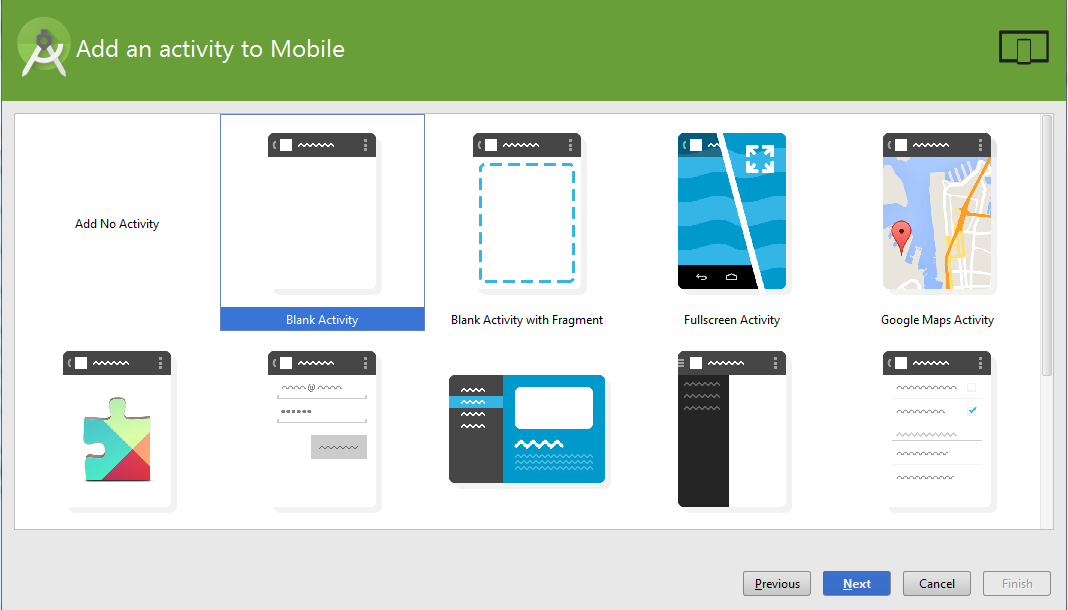 Add an activity to Mobile
Add No Activity
Blank Activity
Blank Activity with Fragment
Fullscreen Activity
Google Maps Activity
@
Previous
Next
Cancel
Finish